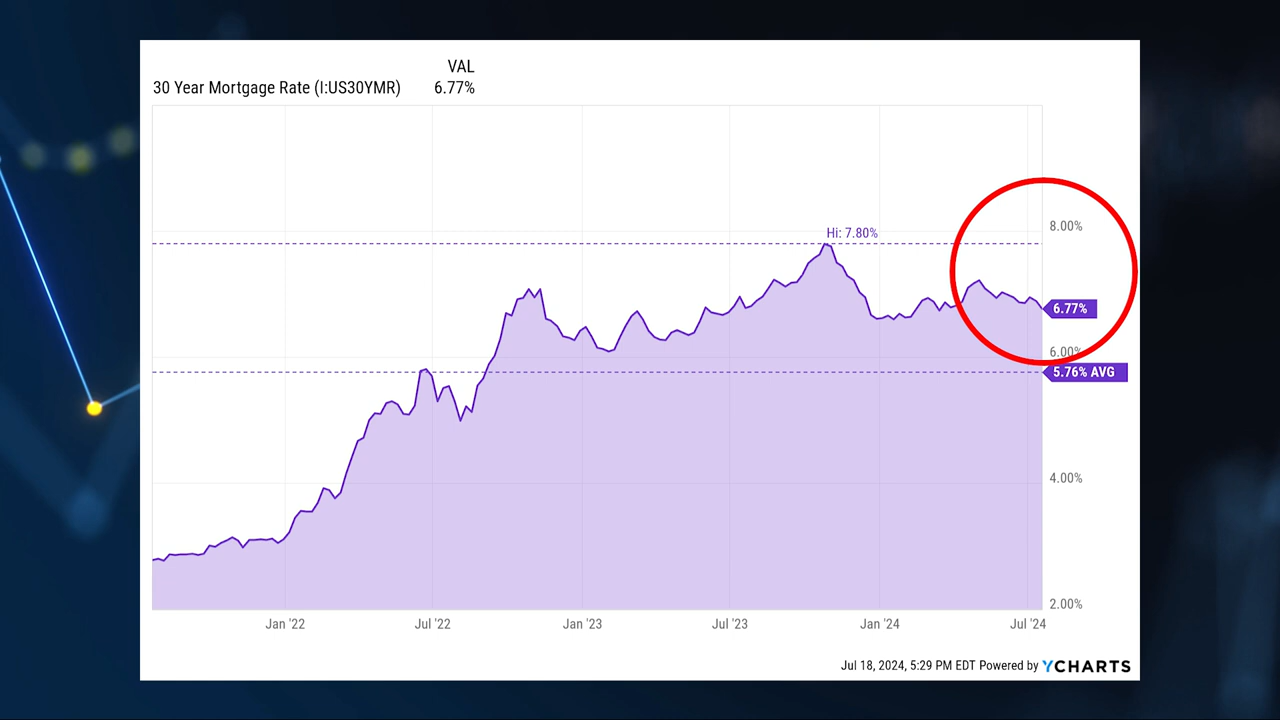 VAL
30 Year Mortgage Rate (I:US30YMR) 6.77%
8.00%
Hi: 7.80%
6.77%
6.00%
5.76% AVG
4.00%
2.00%
Jan '22 Jul '22 Jan '23 Jul '23 Jan '24 Jul '24
Jul 18, 2024, 5:29 PM EDT Powered by YCHARTS